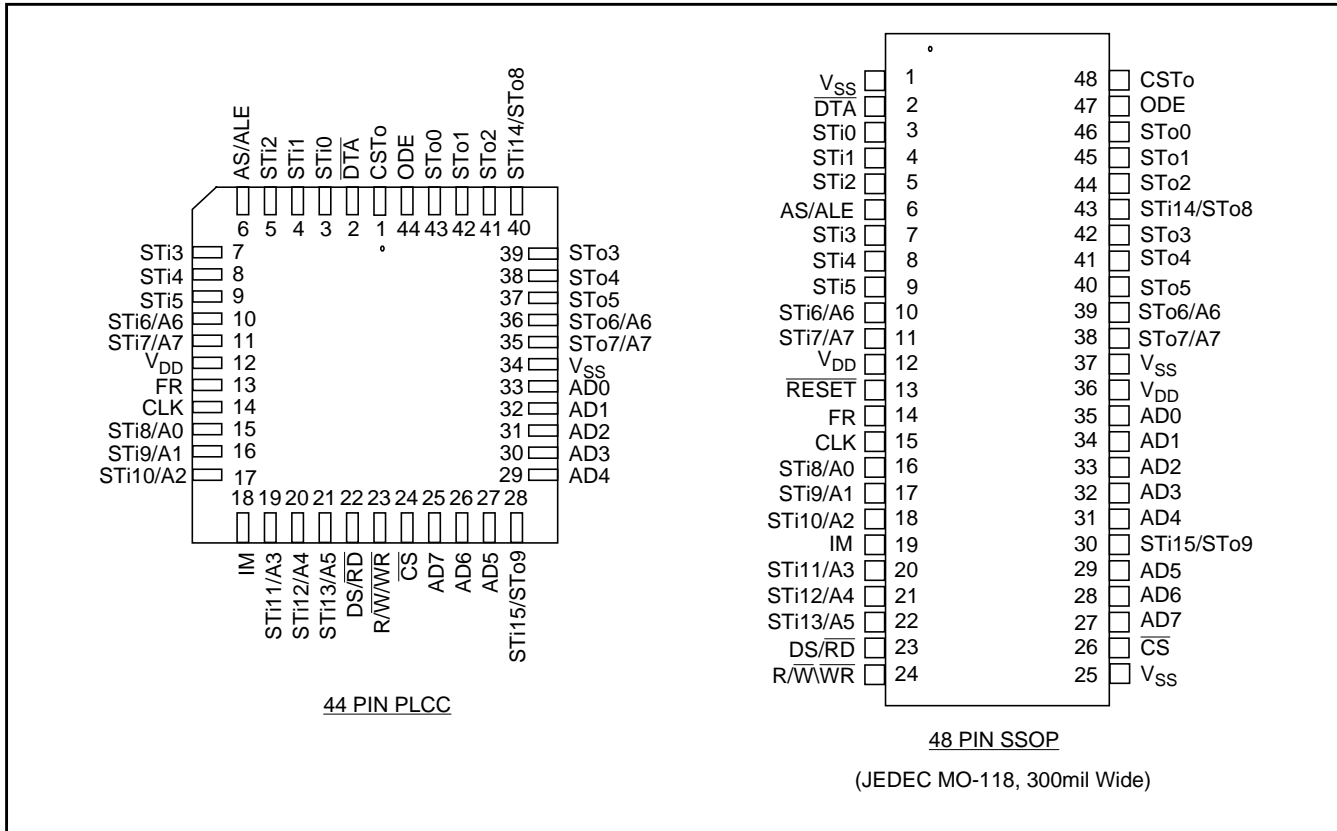 AS/ALE
STi2
STi1
STi0
DTA
CSTo
ODE
STo0
STo1
STo2
STi14/STo8
6 5 4 3 2 1 44 43 42 41 40
STi3 7
STi4 8
STi5 9
STi6/A6 10
STi7/A7 11
VDD 12
FR 13
CLK 14
STi8/A0 15
STi9/A1 16
STi10/A2 17
39 STo3
38 STo4
37 STo5
36 STo6/A6
35 STo7/A7
34 VSS
33 AD0
32 AD1
31 AD2
30 AD3
29 AD4
18 19 20 21 22 23 24 25 26 27 28
IM
STi11/A3
STi12/A4
STi13/A5
DS/RD
R/W/WR
CS
AD7
AD6
AD5
STi15/STo9
44 PIN PLCC
VSS 1 48 CSTo
DTA 2 47 ODE
STi0 3 46 STo0
STi1 4 45 STo1
STi2 5 44 STo2
AS/ALE 6 43 STi14/STo8
STi3 7 42 STo3
STi4 8 41 STo4
STi5 9 40 STo5
STi6/A6 10 39 STo6/A6
STi7/A7 11 38 STo7/A7
VDD 12 37 VSS
RESET 13 36 VDD
FR 14 35 AD0
CLK 15 34 AD1
STi8/A0 16 33 AD2
STi9/A1 17 32 AD3
STi10/A2 18 31 AD4
IM 19 30 STi15/STo9
STi11/A3 20 29 AD5
STi12/A4 21 28 AD6
STi13/A5 22 27 AD7
DS/RD 23 26 CS
R/W\WR 24 25 VSS
48 PIN SSOP
(JEDEC MO-118, 300mil Wide)